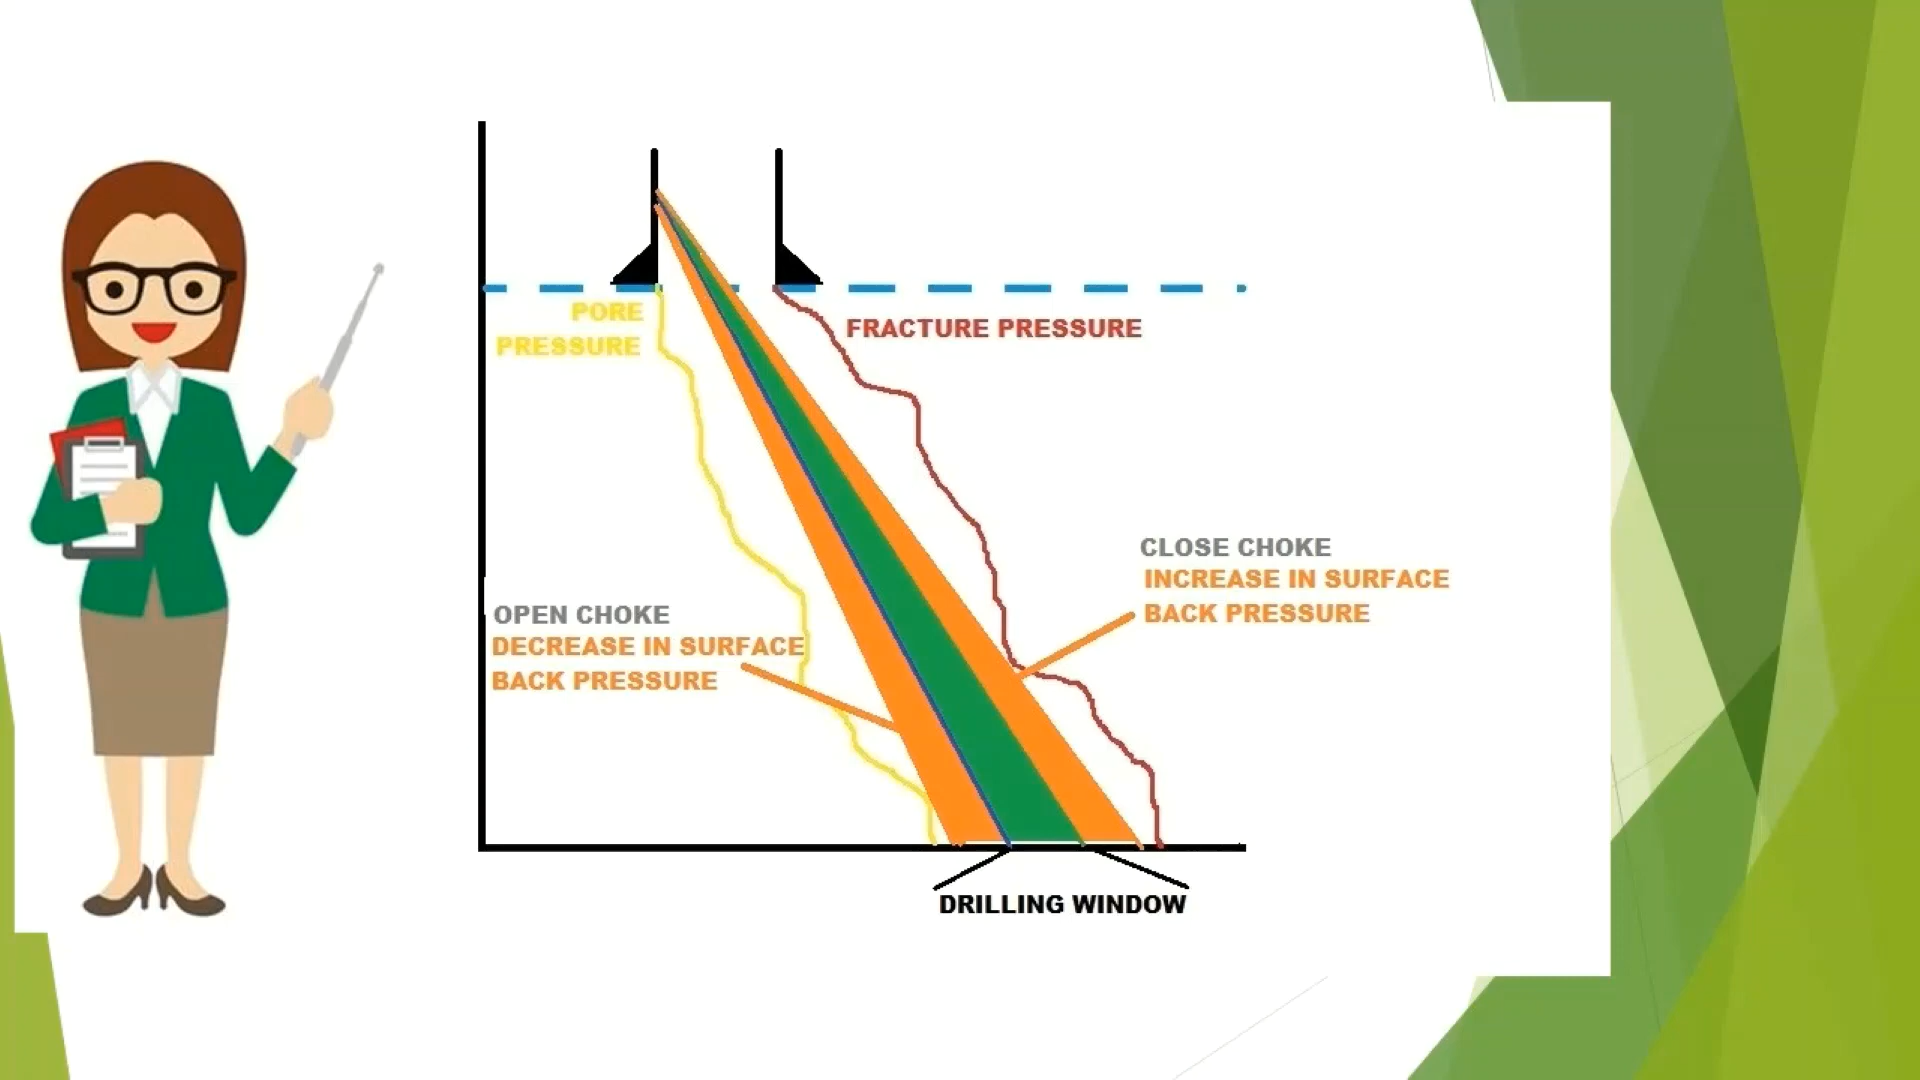 PORE
PRESSURE
FRACTURE PRESSURE
CLOSE CHOKE
INCREASE IN SURFACE
BACK PRESSURE
OPEN CHOKE
DECREASE IN SURFACE
BACK PRESSURE
DRILLING WINDOW